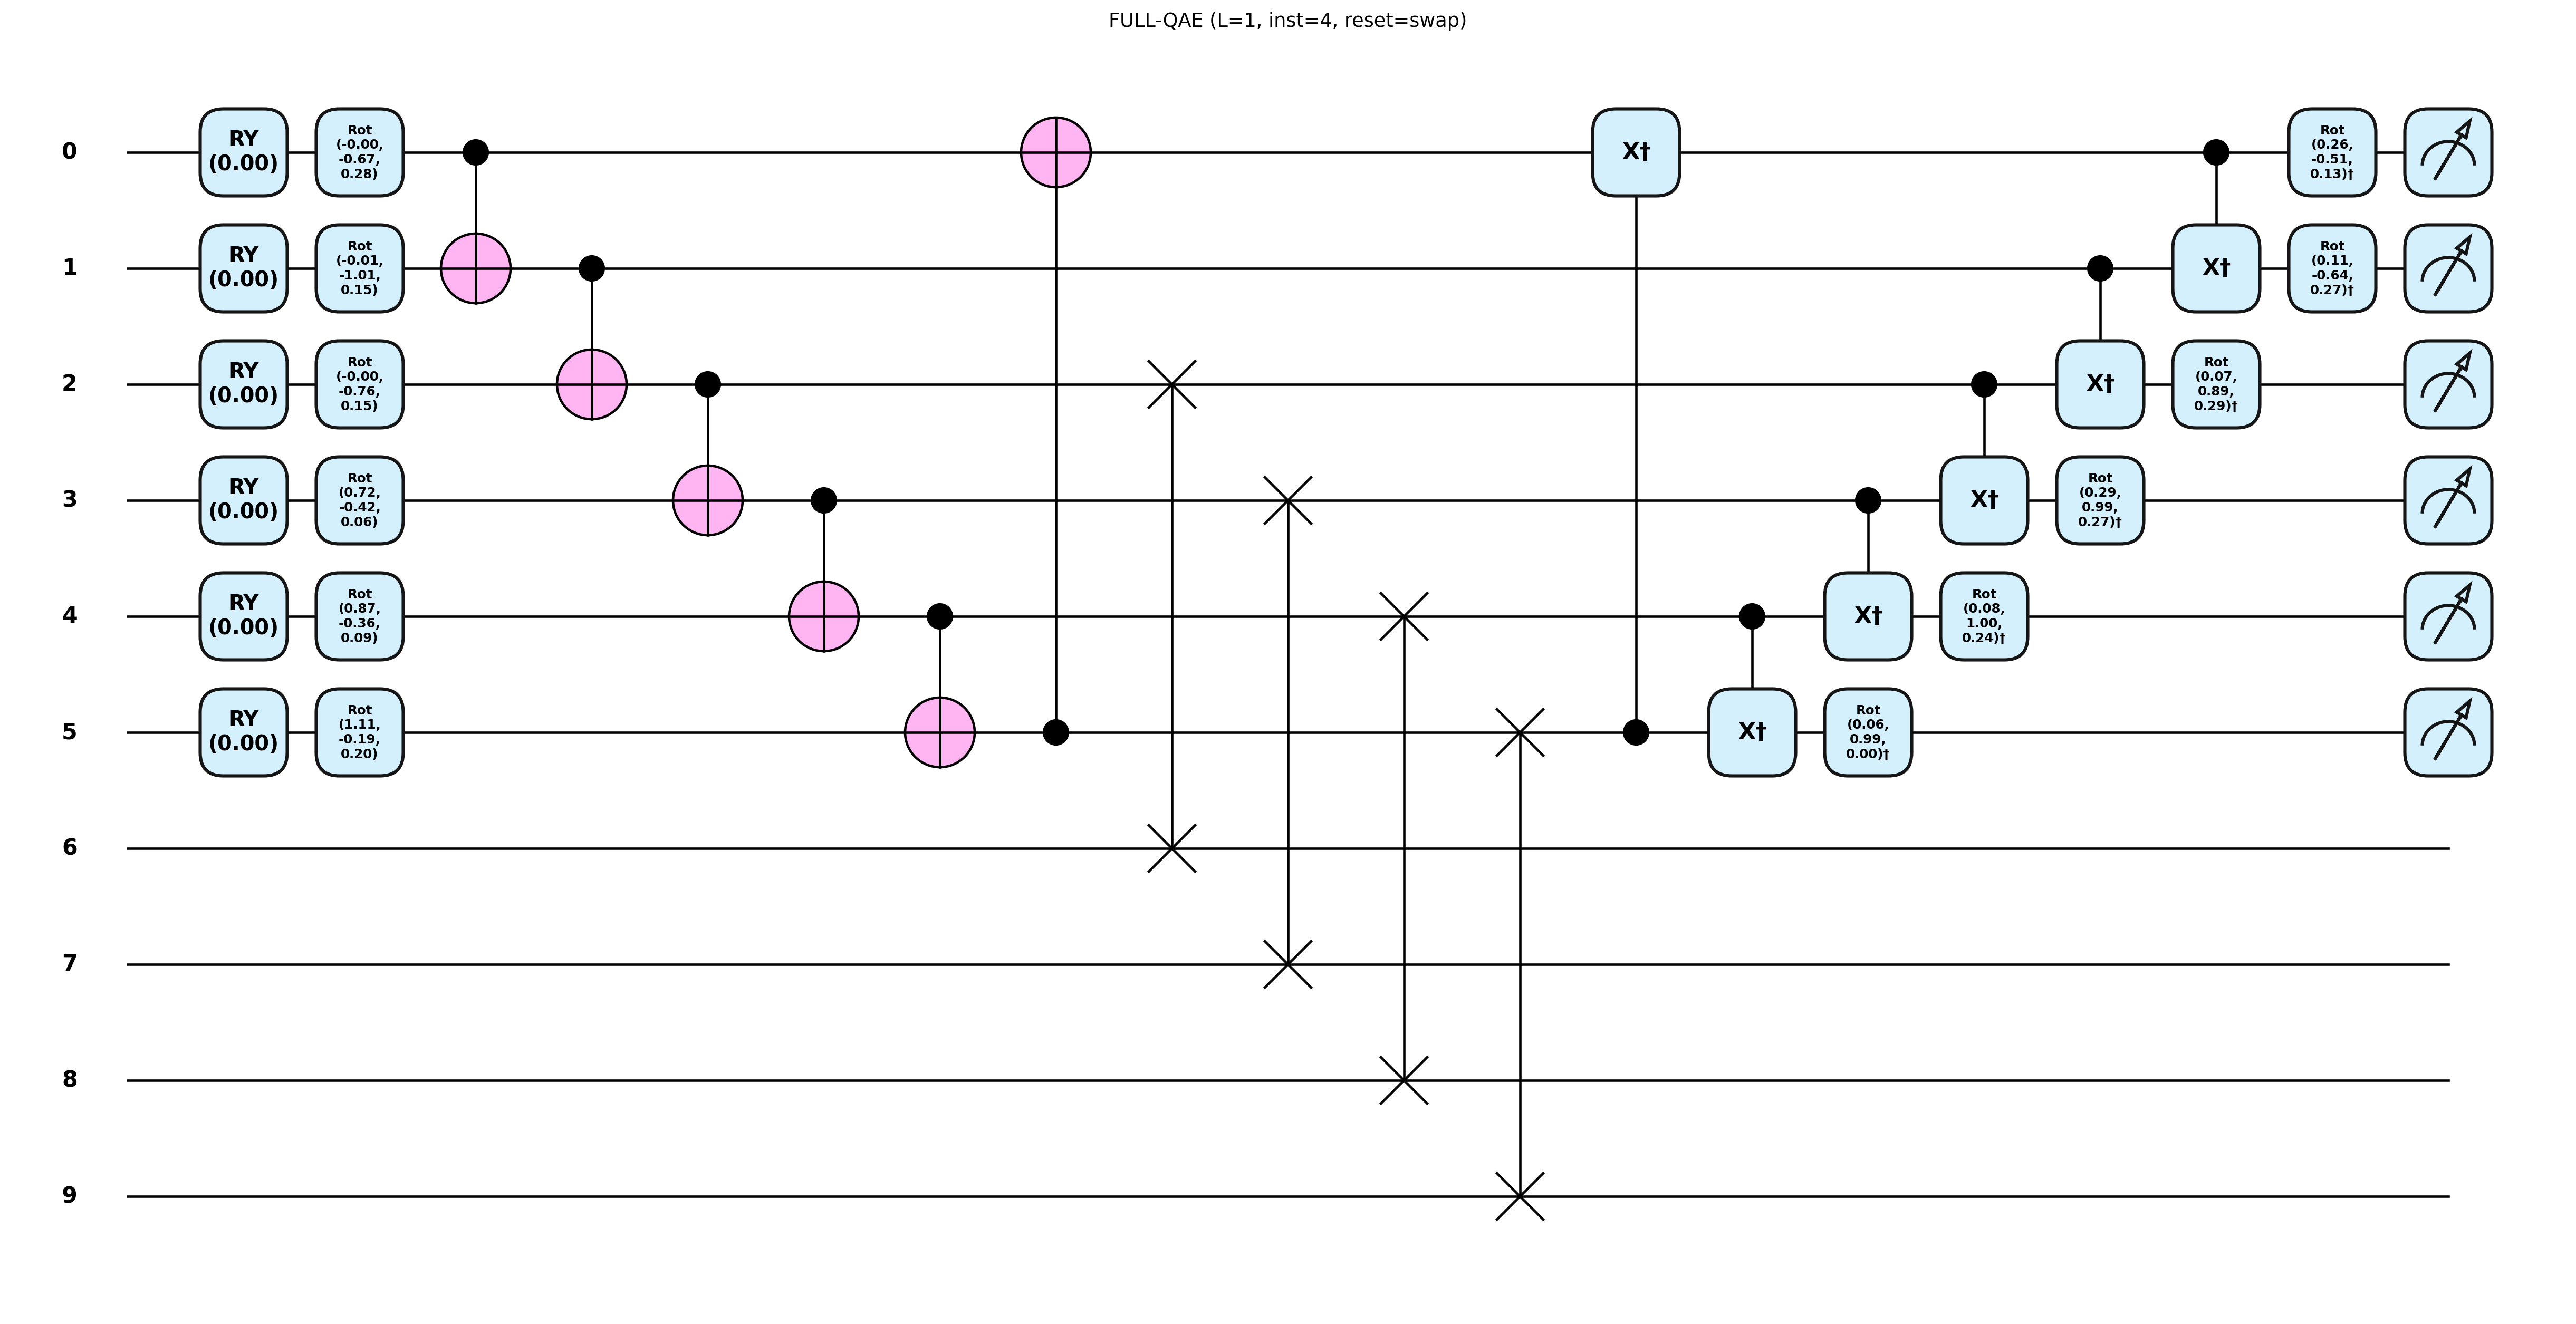 FULL-QAE (L=1, inst=4, reset=swap)
0
RY
(0.00)
Rot
(-0.00,
-0.67,
0.28)
X†
Rot
(0.26,
-0.51,
0.13)†
1
RY
(0.00)
Rot
(-0.01,
-1.01,
0.15)
X†
Rot
(0.11,
-0.64,
0.27)†
2
RY
(0.00)
Rot
(-0.00,
-0.76,
0.15)
X†
Rot
(0.07,
0.89,
0.29)†
3
RY
(0.00)
Rot
(0.72,
-0.42,
0.06)
X†
Rot
(0.29,
0.99,
0.27)†
4
RY
(0.00)
Rot
(0.87,
-0.36,
0.09)
X†
Rot
(0.08,
1.00,
0.24)†
5
RY
(0.00)
Rot
(1.11,
-0.19,
0.20)
X†
Rot
(0.06,
0.99,
0.00)†
6
7
8
9